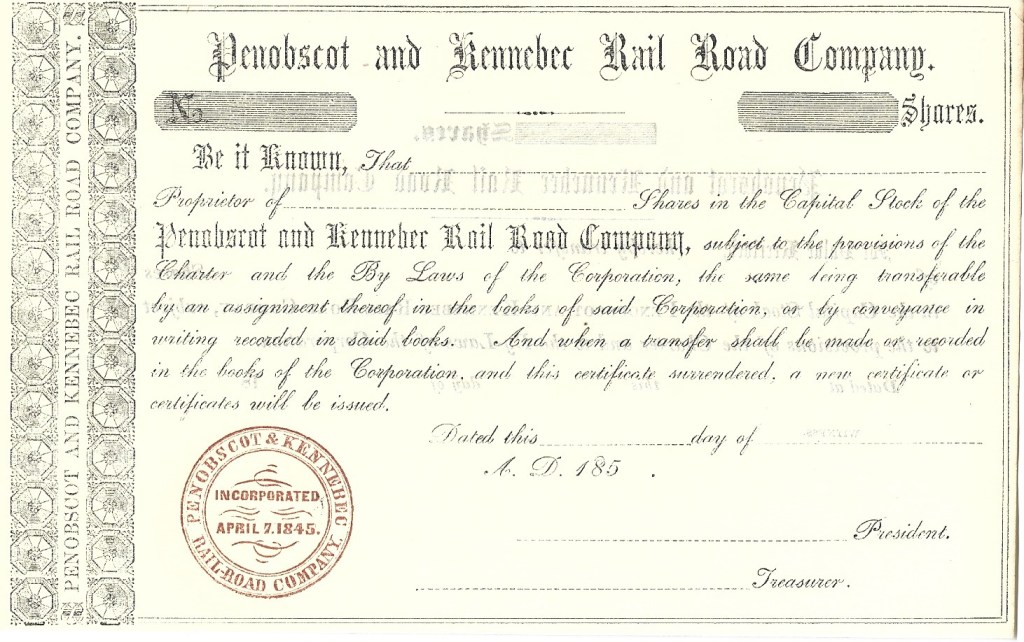 Penobscot and Kennebec Rail Road Company.
No.
Shares.
Be it Known, That
Proprietor of Shares in the Capital Stock of the
Penobscot and Kennebec Rail Road Company, subject to the provisions of the
Charter and the By Laws of the Corporation, the same being transferable
by an assignment thereof in the books of said Corporation, or by conveyance in
writing recorded in said books. And when a transfer shall be made or recorded
in the books of the Corporation, and this certificate surrendered, a new certificate or
certificates will be issued.
Dated this day of
A. D. 185 .
President.
Treasurer.
PENOBSCOT & KENNEBEC
INCORPORATED
APRIL 7. 1845.
RAIL-ROAD COMPANY.
PENOBSCOT AND KENNEBEC RAIL ROAD COMPANY.